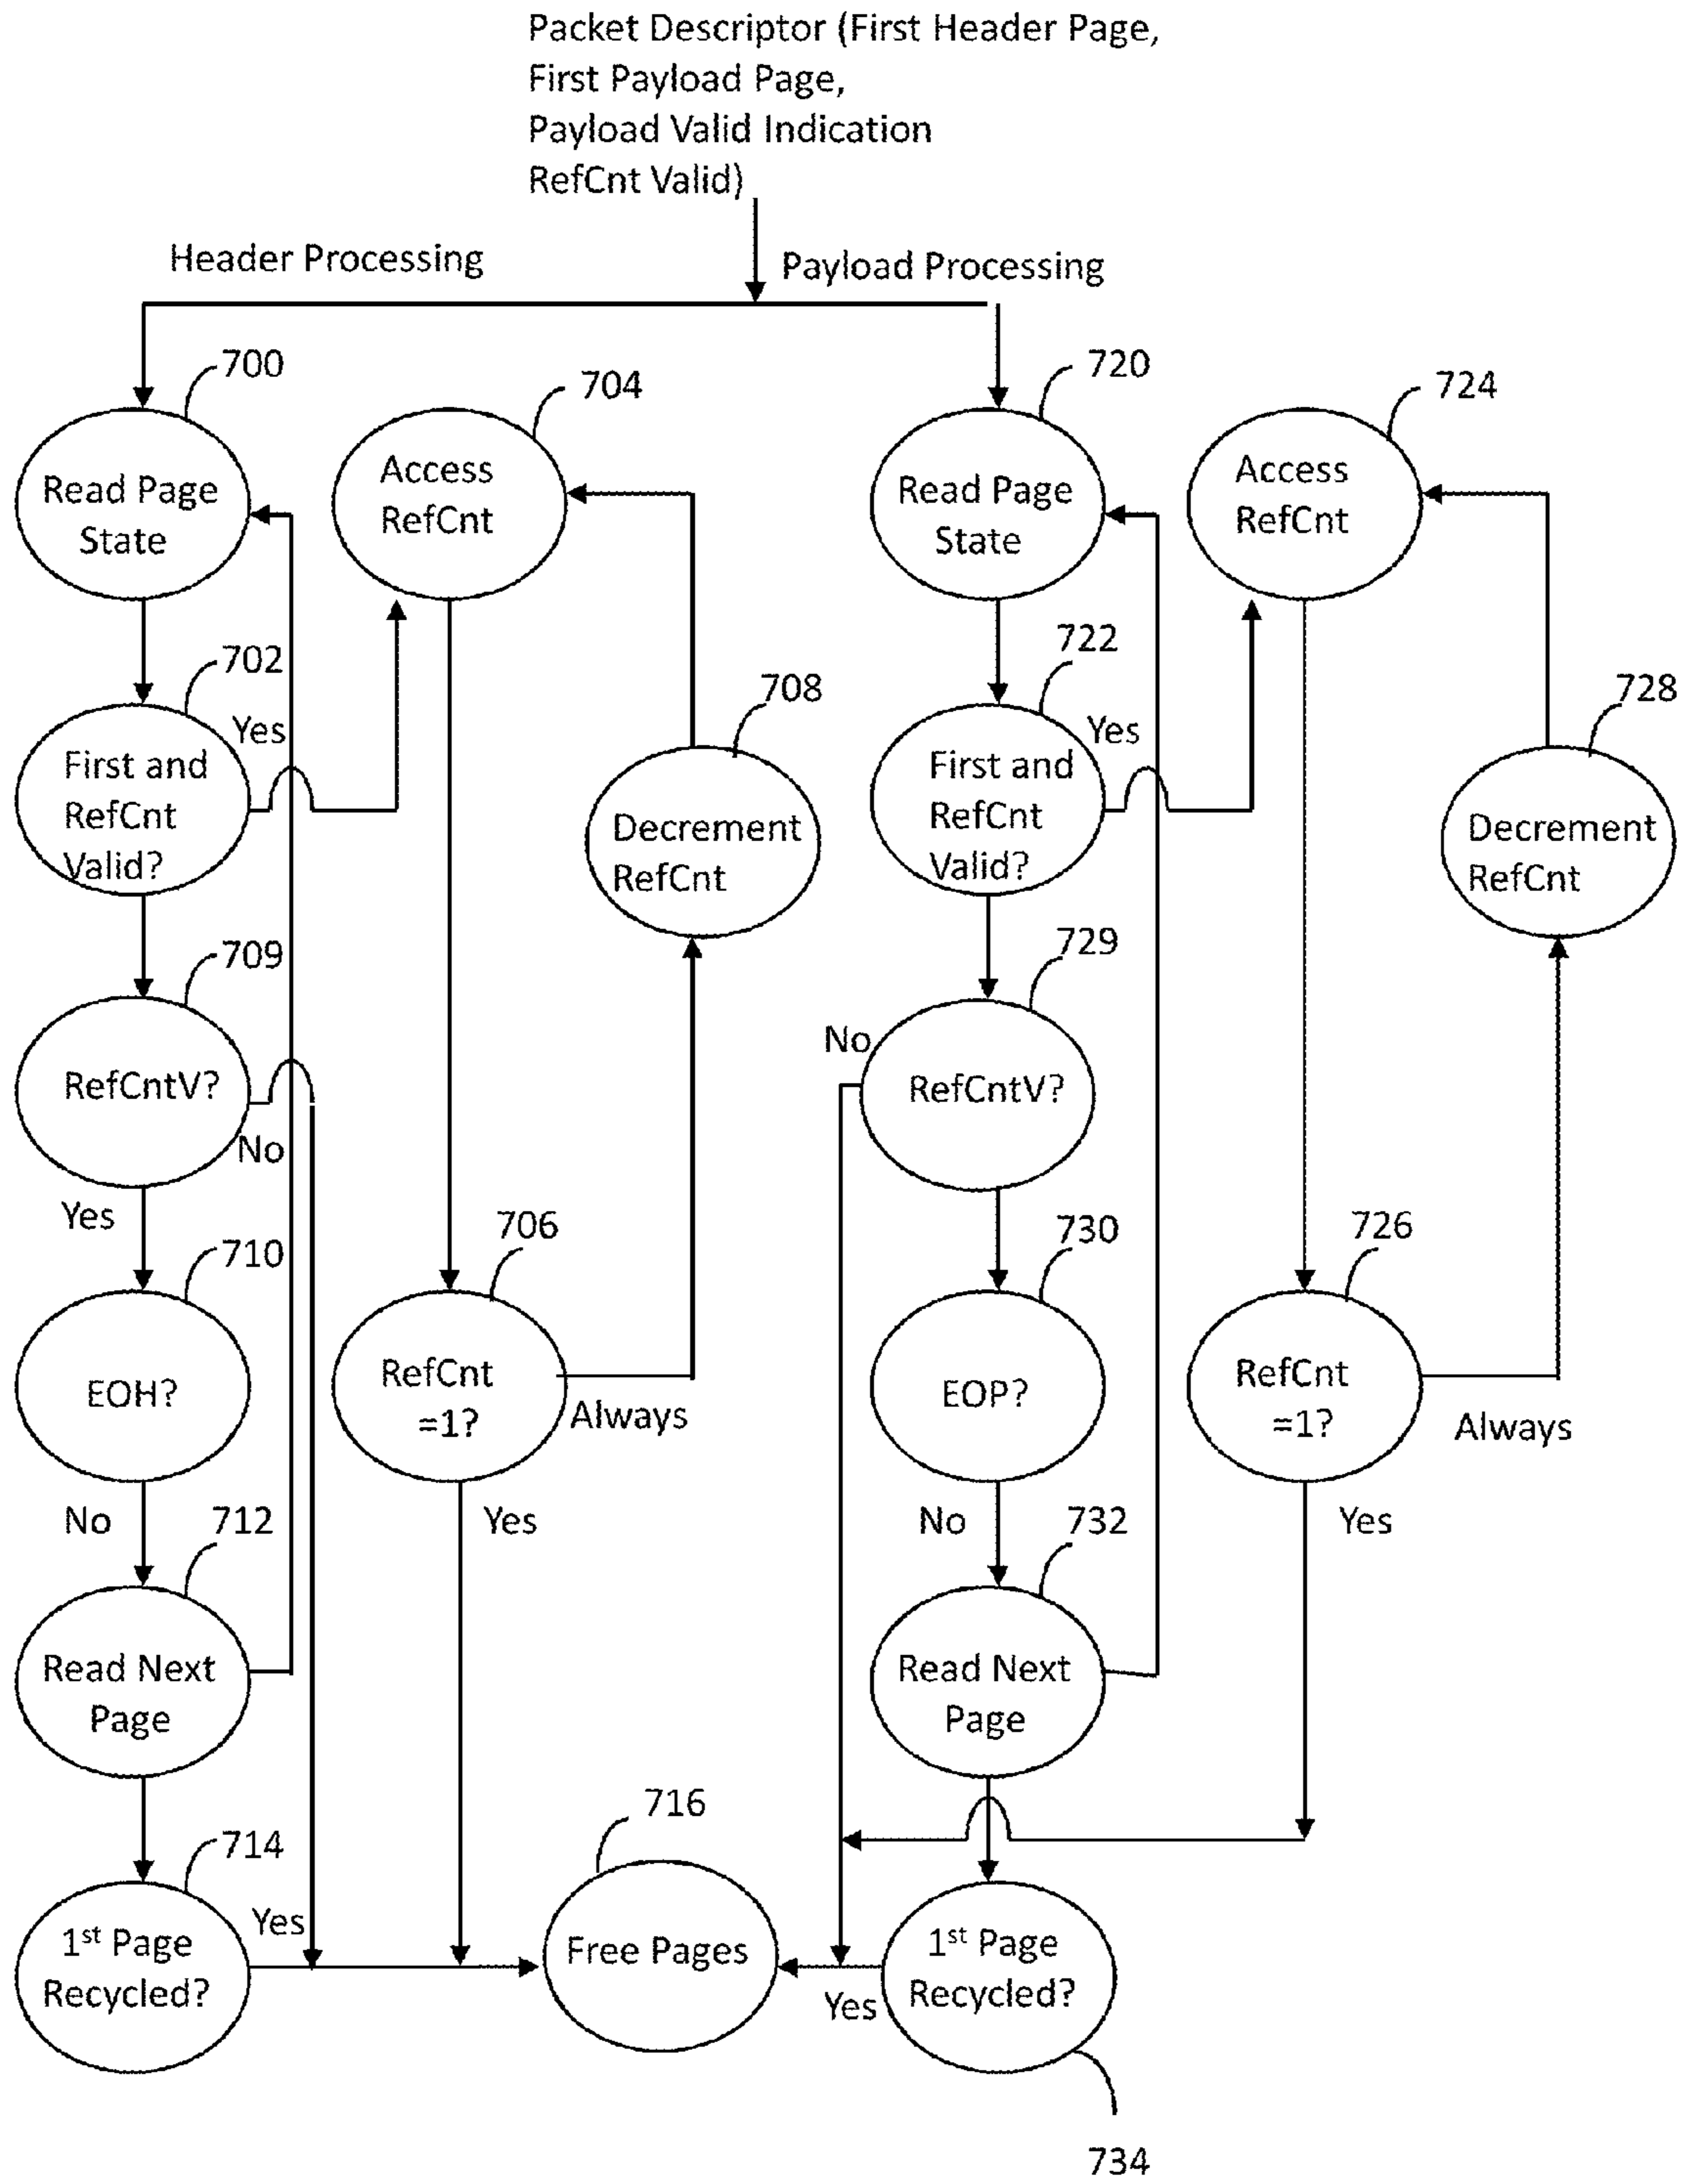 Packet Descriptor (First Header Page,
First Payload Page,
Payload Valid Indication
RefCnt Valid)
Header Processing
Payload Processing
700
704
720
724
Read Page
State
Access
RefCnt
Read Page
State
Access
RefCnt
702
708
722
728
Yes
Yes
First and
RefCnt
Valid?
Decrement
RefCnt
First and
RefCnt
Valid?
Decrement
RefCnt
709
729
RefCntV?
No
No
RefCntV?
Yes
710
706
730
726
EOH?
RefCnt
=1?
Always
EOP?
RefCnt
=1?
Always
No
712
Yes
No
732
Yes
Read Next
Page
Read Next
Page
714
716
Yes
1st Page
Recycled?
Free Pages
Yes
1st Page
Recycled?
734